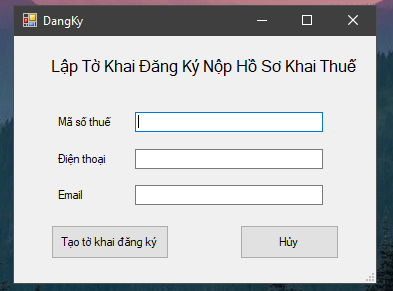 DangKy
Lập Tờ Khai Đăng Ký Nộp Hồ Sơ Khai Thuế
Mã số thuế
Điện thoại
Email
Tạo tờ khai đăng ký
Hủy